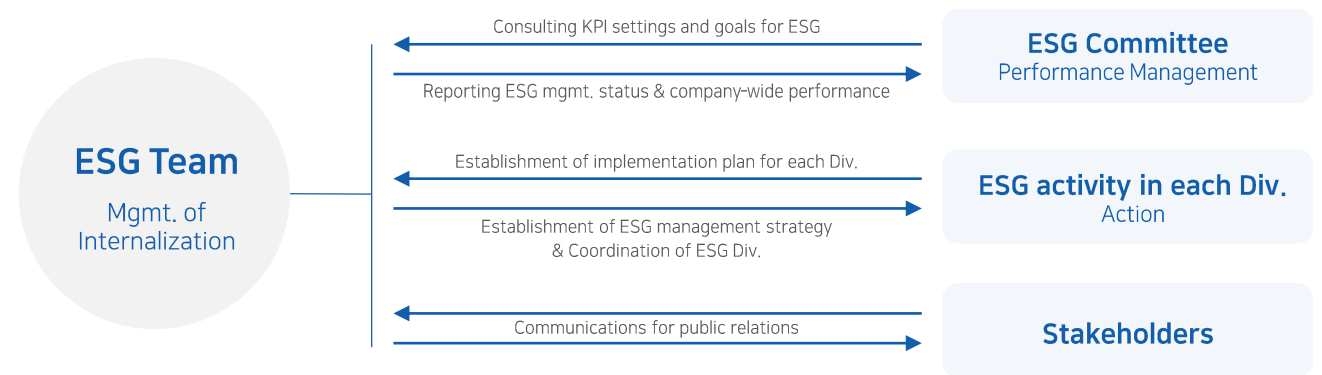 ESG Team
Mgmt. of
Internalization
Consulting KPI settings and goals for ESG
Reporting ESG mgmt. status & company-wide performance
ESG Committee
Performance Management
Establishment of implementation plan for each Div.
Establishment of ESG management strategy
& Coordination of ESG Div.
ESG activity in each Div.
Action
Communications for public relations
Stakeholders